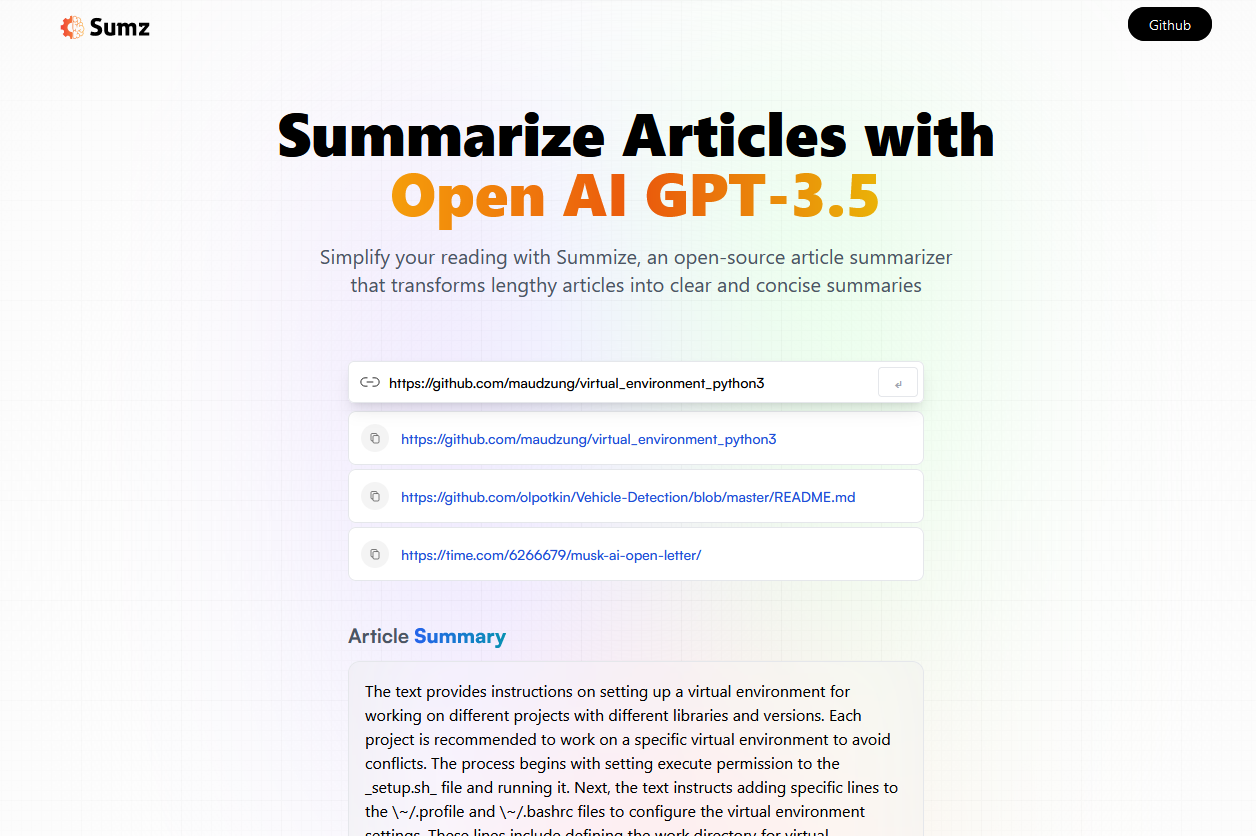 Sumz
Github
Summarize Articles with
Open AI GPT-3.5
Simplify your reading with Summize, an open-source article summarizer
that transforms lengthy articles into clear and concise summaries
https://github.com/maudzung/virtual_environment_python3
https://github.com/maudzung/virtual_environment_python3
https://github.com/olpotkin/Vehicle-Detection/blob/master/README.md
https://time.com/6266679/musk-ai-open-letter/
Article Summary
The text provides instructions on setting up a virtual environment for
working on different projects with different libraries and versions. Each
project is recommended to work on a specific virtual environment to avoid
conflicts. The process begins with setting execute permission to the
_setup.sh_ file and running it. Next, the text instructs adding specific lines to
the \~/.profile and \~/.bashrc files to configure the virtual environment
settings. These lines include defining the work directory for virtual